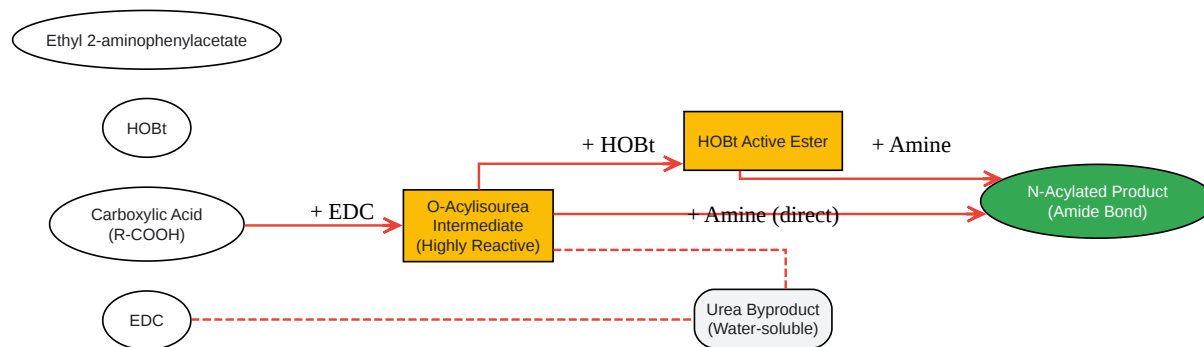 Ethyl 2-aminophenylacetate
HOBt
+ HOBt
HOBt Active Ester
+ Amine
Carboxylic Acid
(R-COOH)
+ EDC
O-Acylisourea
Intermediate
(Highly Reactive)
+ Amine (direct)
N-Acylated Product
(Amide Bond)
EDC
Urea Byproduct
(Water-soluble)